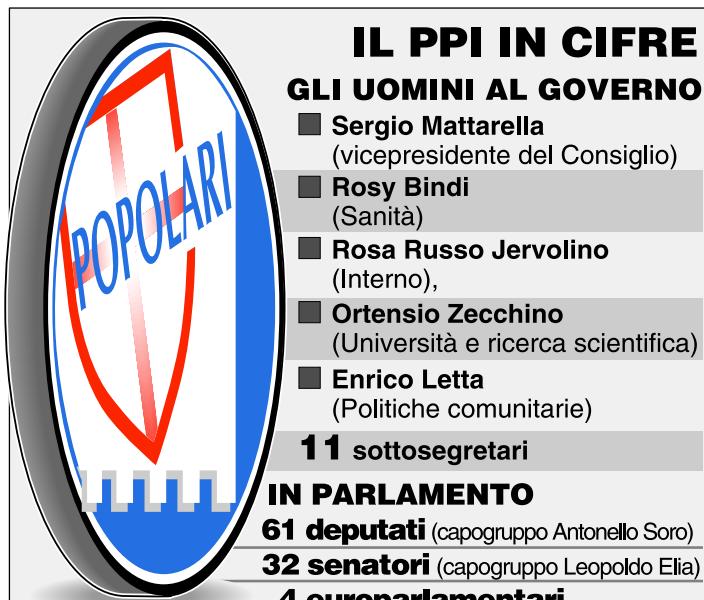 IL PPI IN CIFRE
GLI UOMINI AL GOVERNO
Sergio Mattarella
(vicepresidente del Consiglio)
Rosy Bindi
(Sanità)
Rosa Russo Jervolino
(Interno),
Ortensio Zecchino
(Università e ricerca scientifica)
Enrico Letta
(Politiche comunitarie)
11 sottosegretari
IN PARLAMENTO
61 deputati (capogruppo Antonello Soro)
32 senatori (capogruppo Leopoldo Elia)
4 europarlamentari
POPOLARI